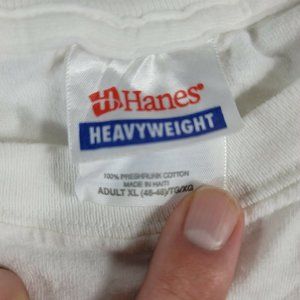 Hanes®
HEAVYWEIGHT
100% PRESHRUNK COTTON
MADE IN HAITI
ADULT XL (46-48)/TG/XG